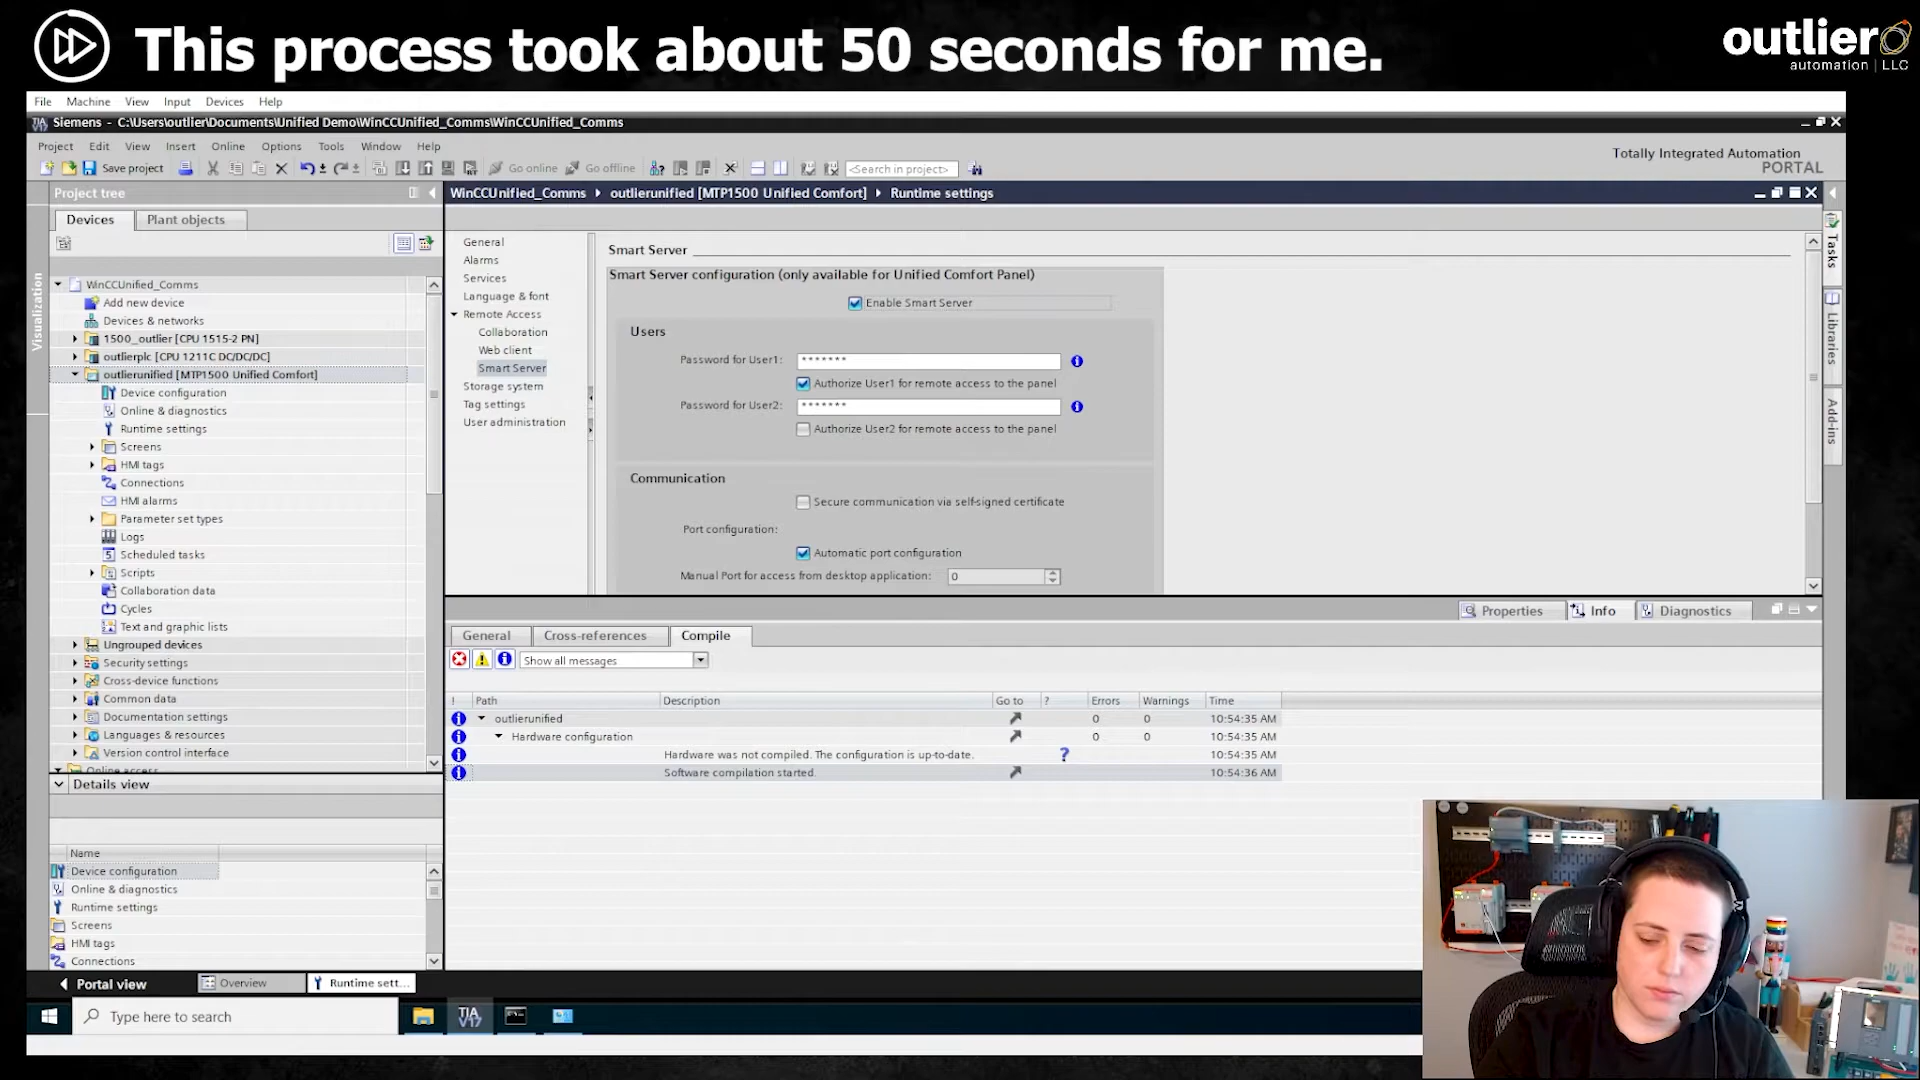 This process took about 50 seconds for me.
outlier
automation | LLC
File Machine View Input Devices Help
Siemens - C:\Users\outlier\Documents\Unified Demo\WinCCUnified_Comms\WinCCUnified_Comms
Project Edit View Insert Online Options Tools Window Help
Totally Integrated Automation
PORTAL
Save project Go online Go offline <Search in project>
Project tree
WinCCUnified_Comms outlierunified [MTP1500 Unified Comfort] Runtime settings
Devices Plant objects
Visualization
WinCCUnified_Comms
Add new device
Devices & networks
1500_outlier [CPU 1515-2 PN]
outlierplc [CPU 1211C DC/DC/DC]
outlierunified [MTP1500 Unified Comfort]
Device configuration
Online & diagnostics
Runtime settings
Screens
HMI tags
Connections
HMI alarms
Parameter set types
Logs
Scheduled tasks
Scripts
Collaboration data
Cycles
Text and graphic lists
Ungrouped devices
Security settings
Cross-device functions
Common data
Documentation settings
Languages & resources
Version control interface
Online access
Details view
Name
Device configuration
Online & diagnostics
Runtime settings
Screens
HMI tags
Connections
General
Alarms
Services
Language & font
Remote Access
Collaboration
Web client
Smart Server
Storage system
Tag settings
User administration
Smart Server
Smart Server configuration (only available for Unified Comfort Panel)
Enable Smart Server
Users
Password for User1: *******
Authorize User1 for remote access to the panel
Password for User2: *******
Authorize User2 for remote access to the panel
Communication
Secure communication via self-signed certificate
Port configuration:
Automatic port configuration
Manual Port for access from desktop application: 0
Tasks
Libraries
Add-ins
Properties Info Diagnostics
General Cross-references Compile
Show all messages
! Path Description Go to ? Errors Warnings Time
outlierunified 0 0 10:54:35 AM
Hardware configuration 0 0 10:54:35 AM
Hardware was not compiled. The configuration is up-to-date. ? 10:54:35 AM
Software compilation started. 10:54:36 AM
Portal view Overview Runtime sett...
Type here to search
TIA
V17